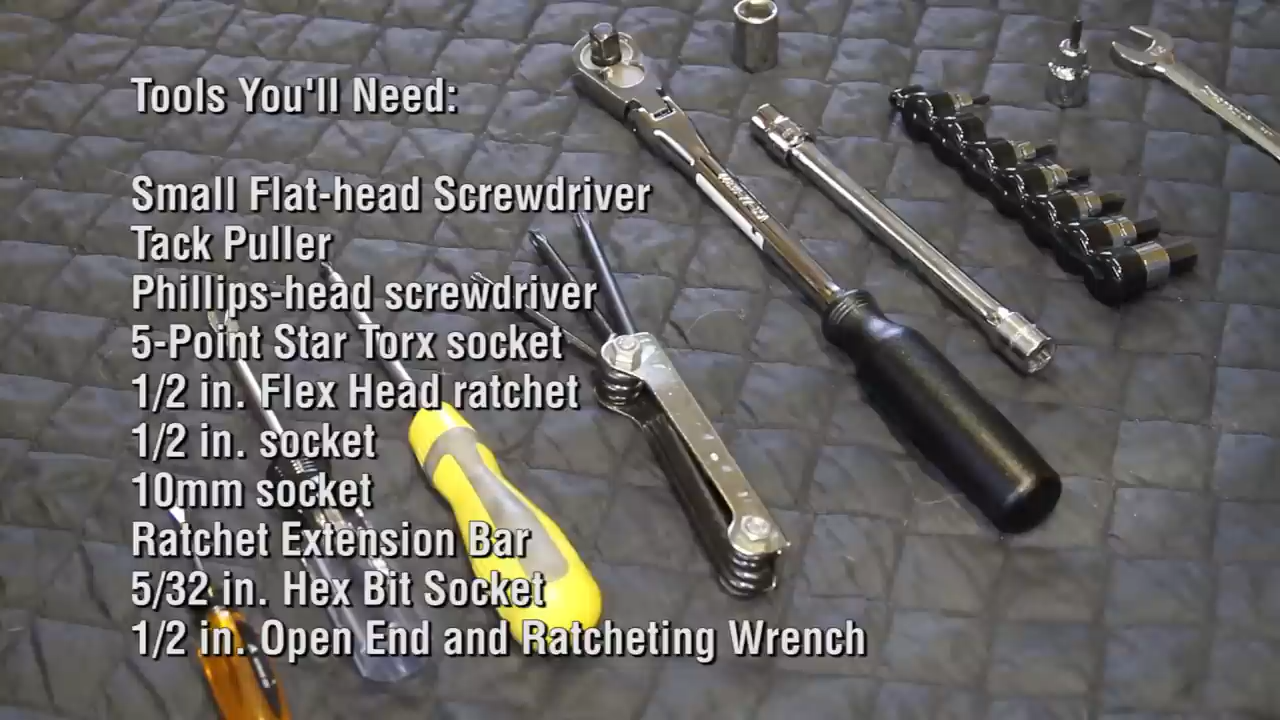 Tools You'll Need:
Small Flat-head Screwdriver
Tack Puller
Phillips-head screwdriver
5-Point Star Torx socket
1/2 in. Flex Head ratchet
1/2 in. socket
10mm socket
Ratchet Extension Bar
5/32 in. Hex Bit Socket
1/2 in. Open End and Ratcheting Wrench